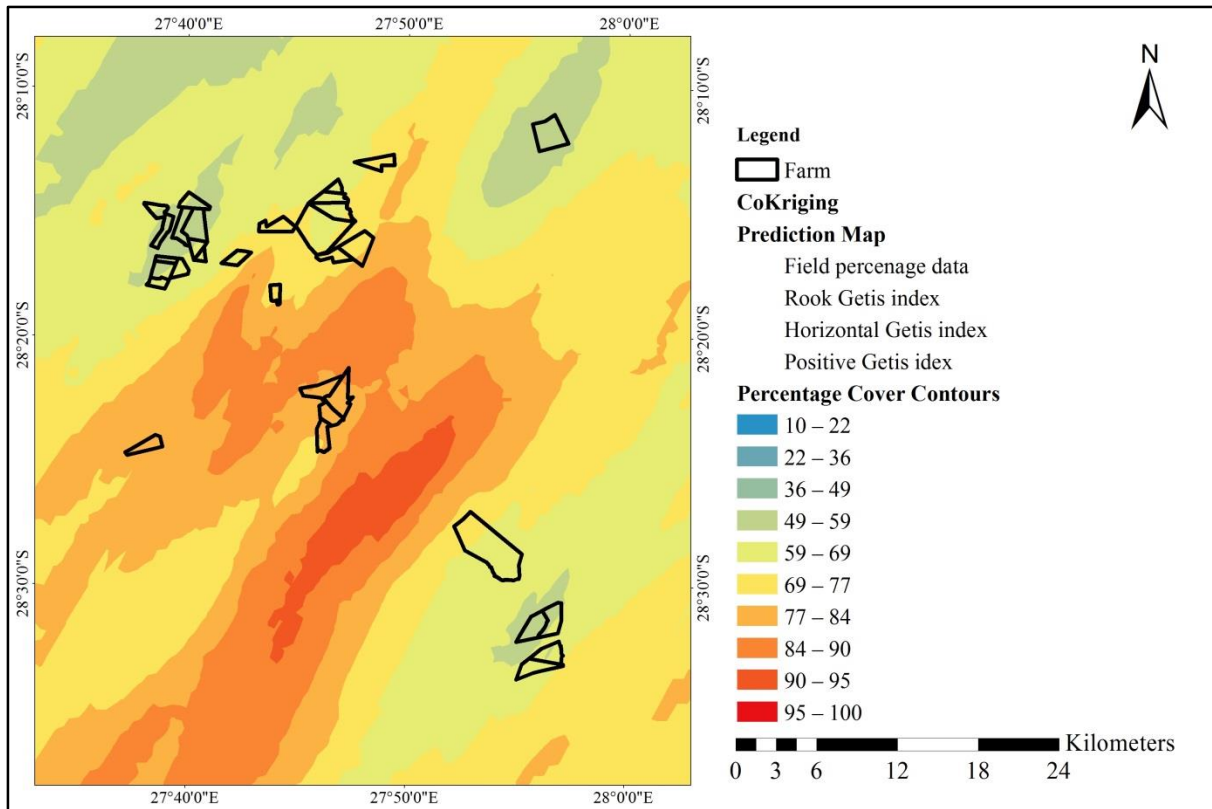 27°40'0"E 27°50'0"E 28°0'0"E
28°10'0"S 28°10'0"S
28°20'0"S 28°20'0"S
28°30'0"S 28°30'0"S
27°40'0"E 27°50'0"E 28°0'0"E
N
Legend
Farm
CoKriging
Prediction Map
Field percenage data
Rook Getis index
Horizontal Getis index
Positive Getis idex
Percentage Cover Contours
10 – 22
22 – 36
36 – 49
49 – 59
59 – 69
69 – 77
77 – 84
84 – 90
90 – 95
95 – 100
Kilometers
0 3 6 12 18 24